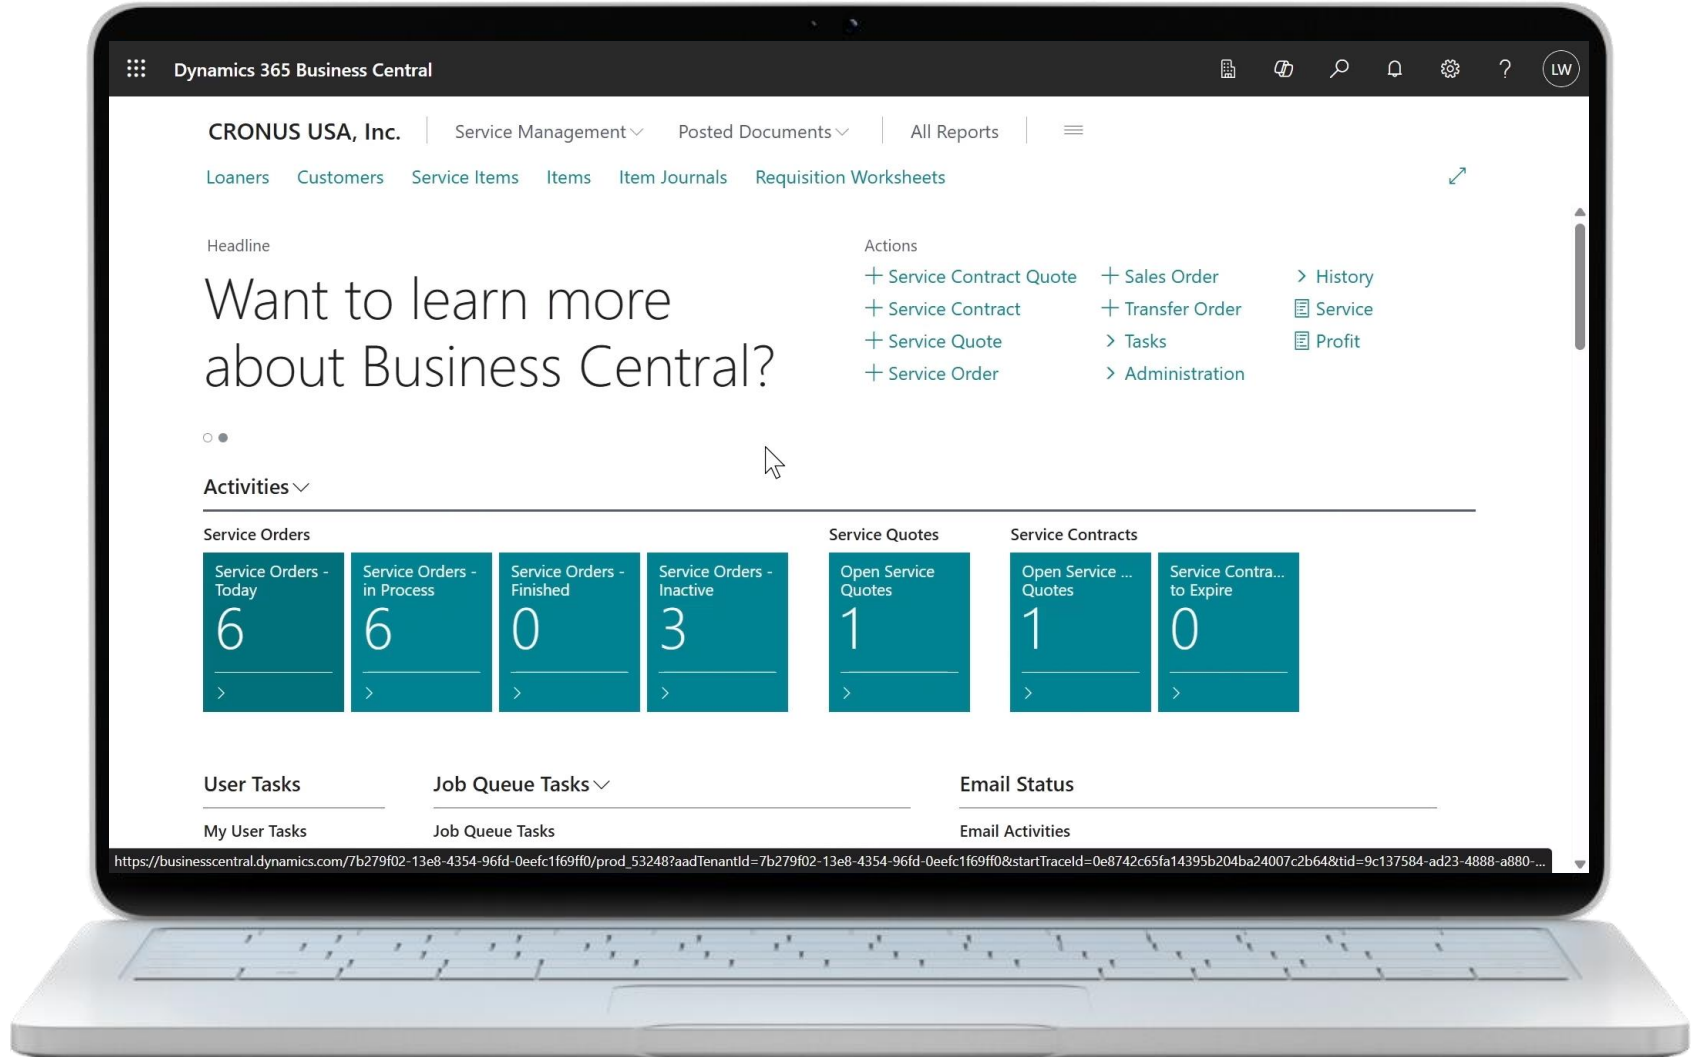 Dynamics 365 Business Central
LW
CRONUS USA, Inc.
Service Management
Posted Documents
All Reports
Loaners
Customers
Service Items
Items
Item Journals
Requisition Worksheets
Headline
Want to learn more
about Business Central?
Actions
Service Contract Quote
Service Contract
Service Quote
Service Order
Sales Order
Transfer Order
Tasks
Administration
History
Service
Profit
Activities
Service Orders
Service Orders -
Today
6
Service Orders -
in Process
6
Service Orders -
Finished
0
Service Orders -
Inactive
3
Service Quotes
Open Service
Quotes
1
Service Contracts
Open Service ...
Quotes
1
Service Contra...
to Expire
0
User Tasks
My User Tasks
Job Queue Tasks
Job Queue Tasks
Email Status
Email Activities
https://businesscentral.dynamics.com/7b279f02-13e8-4354-96fd-0eefc1f69ff0/prod_53248?aadTenantId=7b279f02-13e8-4354-96fd-0eefc1f69ff0&startTraceId=0e8742c65fa14395b204ba24007c2b64&tid=9c137584-ad23-4888-a880-...